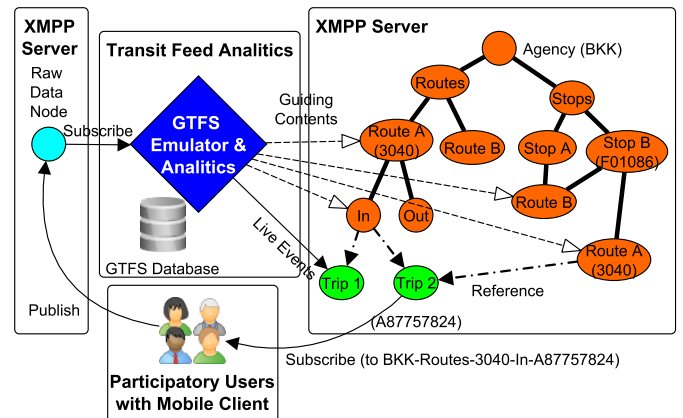 XMPP
Server
Raw
Data
Node
Subscribe
Publish
Transit Feed Analitics
GTFS
Emulator &
Analitics
GTFS Database
Guiding
Contents
Live Events
XMPP Server
Agency (BKK)
Routes
Stops
Route A
(3040)
Route B
Stop A
Stop B
(F01086)
In
Out
Route B
Route A
(3040)
Trip 1
Trip 2
Reference
(A87757824)
Subscribe (to BKK-Routes-3040-In-A87757824)
Participatory Users
with Mobile Client